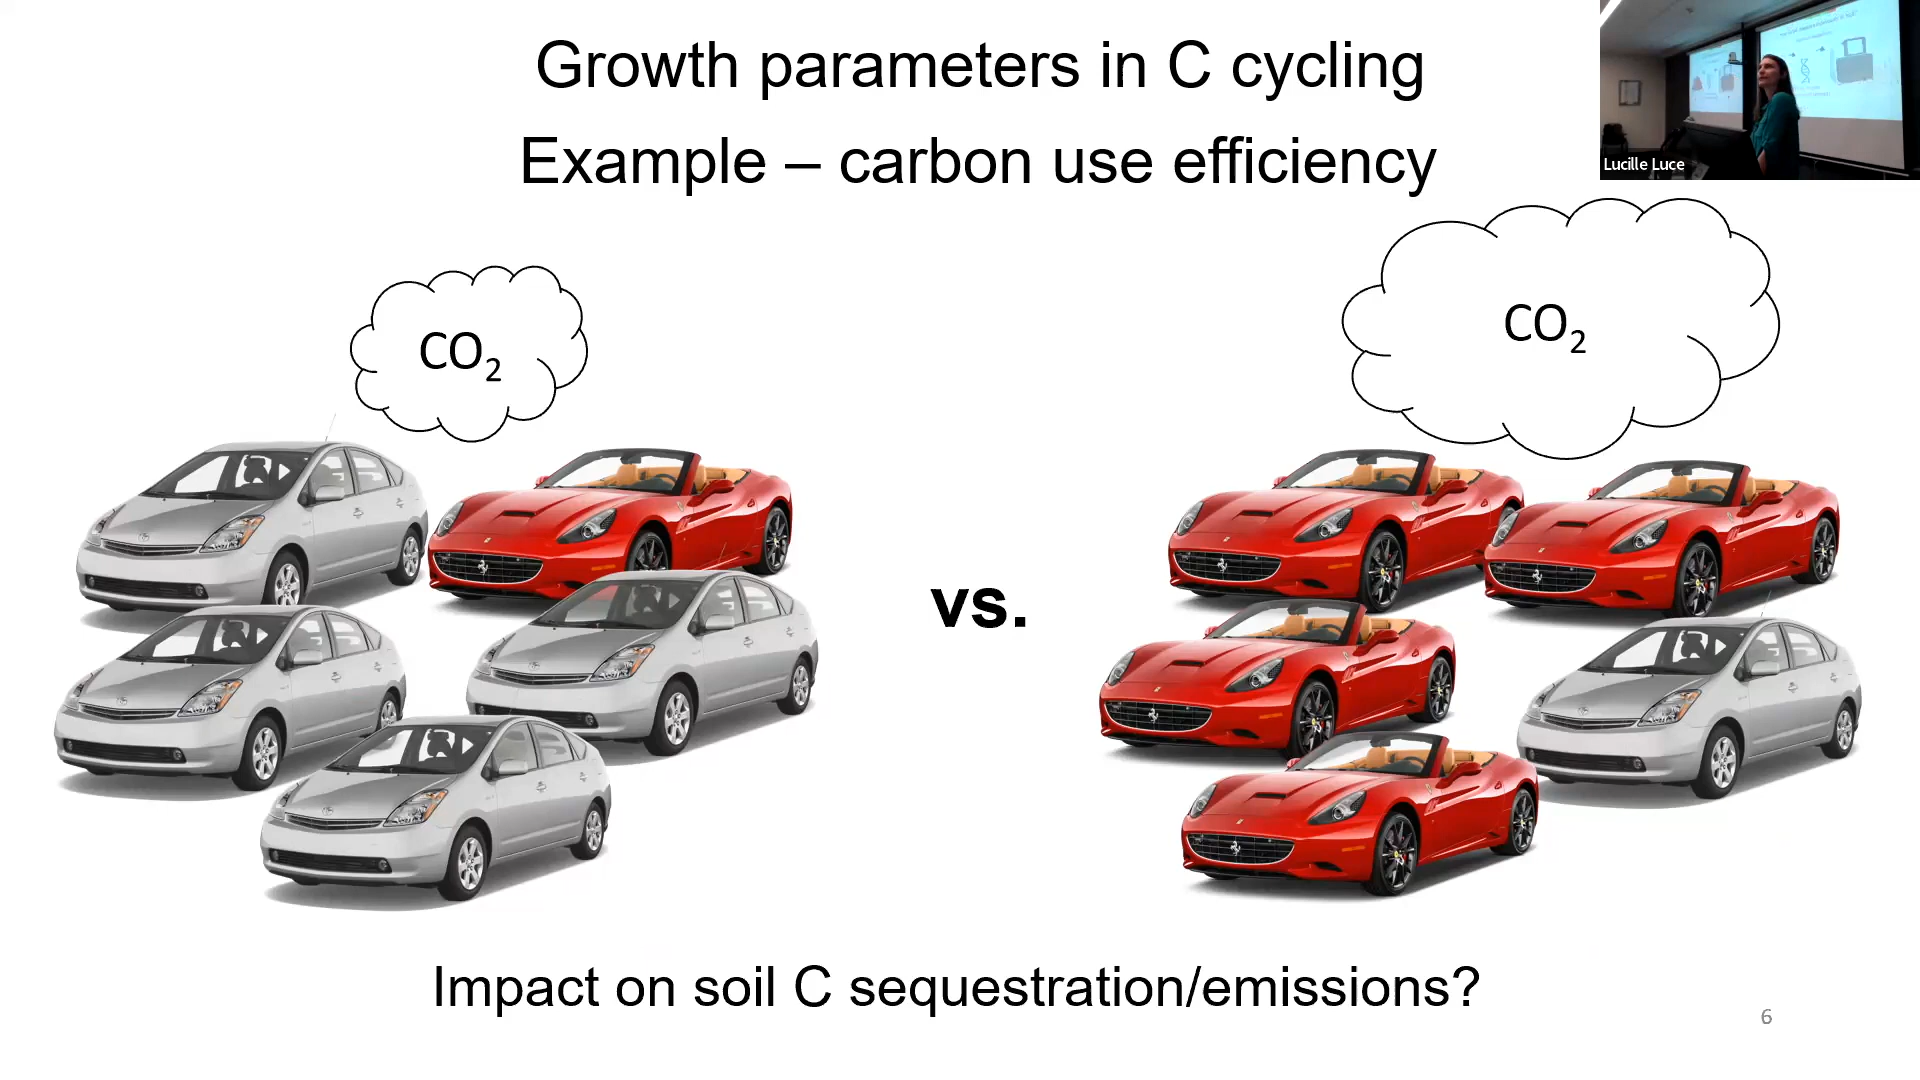 Growth parameters in C cycling
Example – carbon use efficiency
Lucille Luce
CO₂
CO₂
vs.
Impact on soil C sequestration/emissions?
6